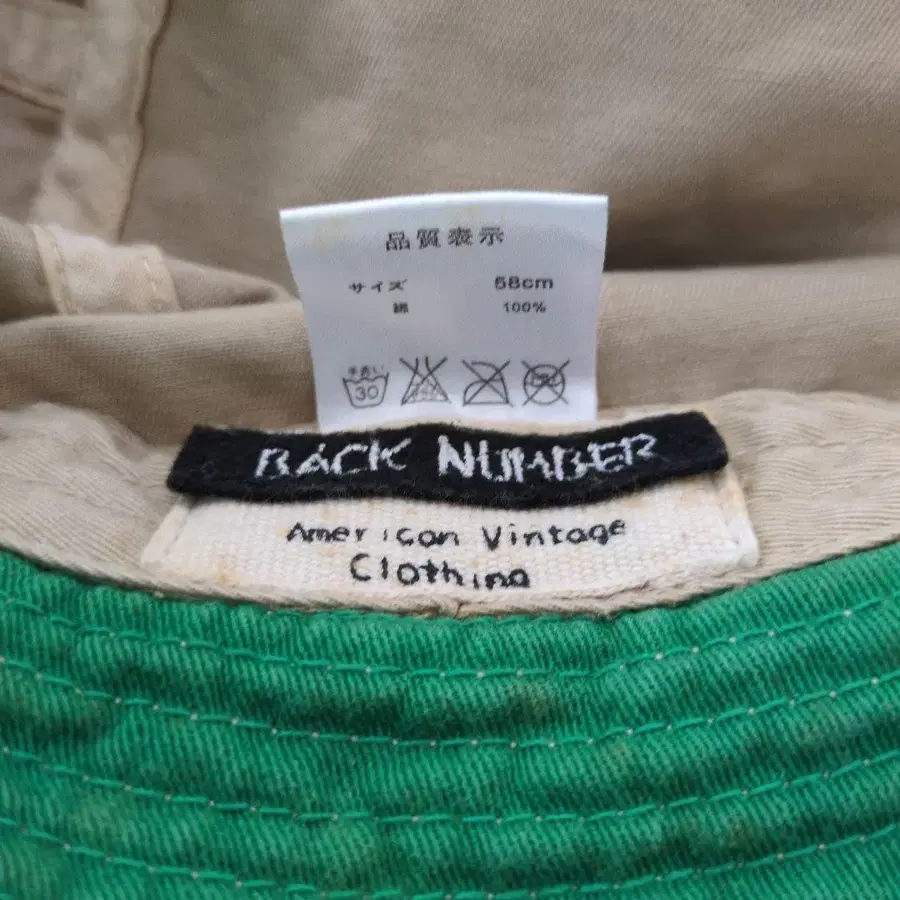 品質表示
サイズ 58cm
綿 100%
手洗い
30
BACK NUMBER
American Vintage
Clothing